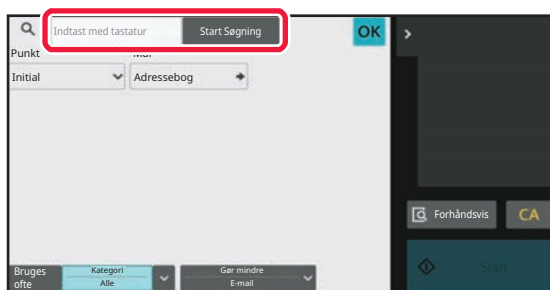 Indtast med tastatur Start Søgning OK
Punkt Mål
Initial Adressebog
Forhåndsvis CA
Start
Bruges ofte Kategori Alle Gør mindre E-mail